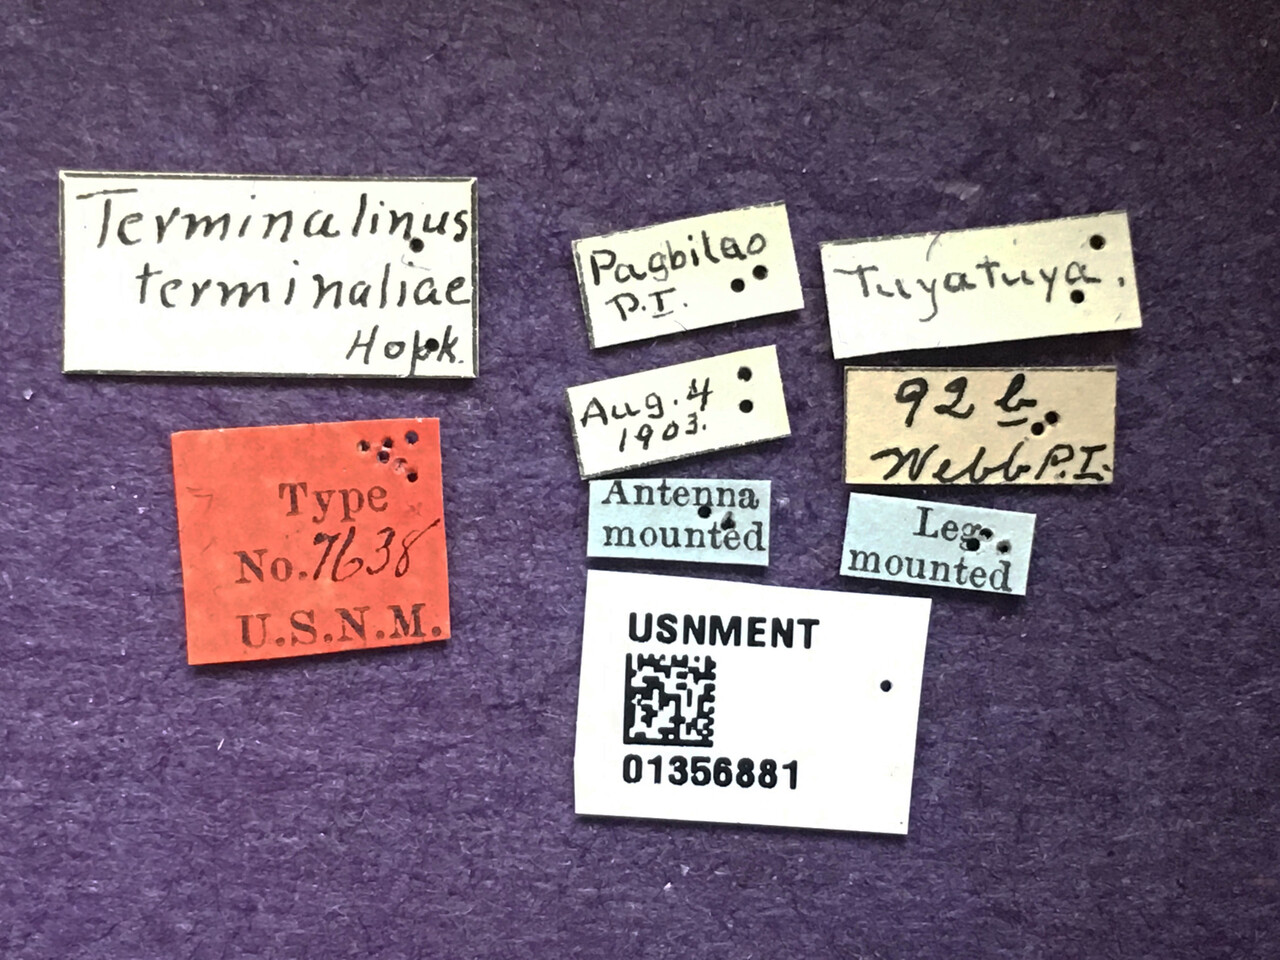 Terminalinus
terminaliae
Hopk.
Type
No. 7638
U.S.N.M.
Pagbilao
P.I.
Aug. 4
1903.
Antenna
mounted
Tuyatuya.
92 b
Webb P.I.
Leg
mounted
USNMENT
01356881